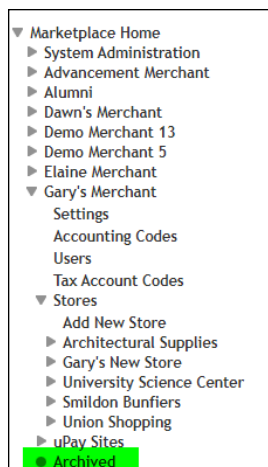 Marketplace Home
System Administration
Advancement Merchant
Alumni
Dawn's Merchant
Demo Merchant 13
Demo Merchant 5
Elaine Merchant
Gary's Merchant
Settings
Accounting Codes
Users
Tax Account Codes
Stores
Add New Store
Architectural Supplies
Gary's New Store
University Science Center
Smildon Bunfiers
Union Shopping
uPay Sites
Archived